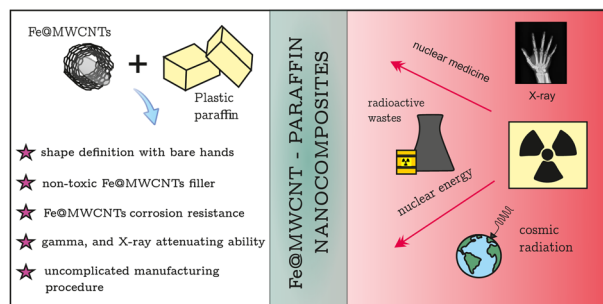 Fe@MWCNTs
Plastic
paraffin
shape definition with bare hands
non-toxic Fe@MWCNTs filler
Fe@MWCNTs corrosion resistance
gamma, and X-ray attenuating ability
uncomplicated manufacturing
procedure
Fe@MWCNT - PARAFFIN
NANOCOMPOSITES
nuclear medicine
X-ray
radioactive
wastes
nuclear energy
cosmic
radiation